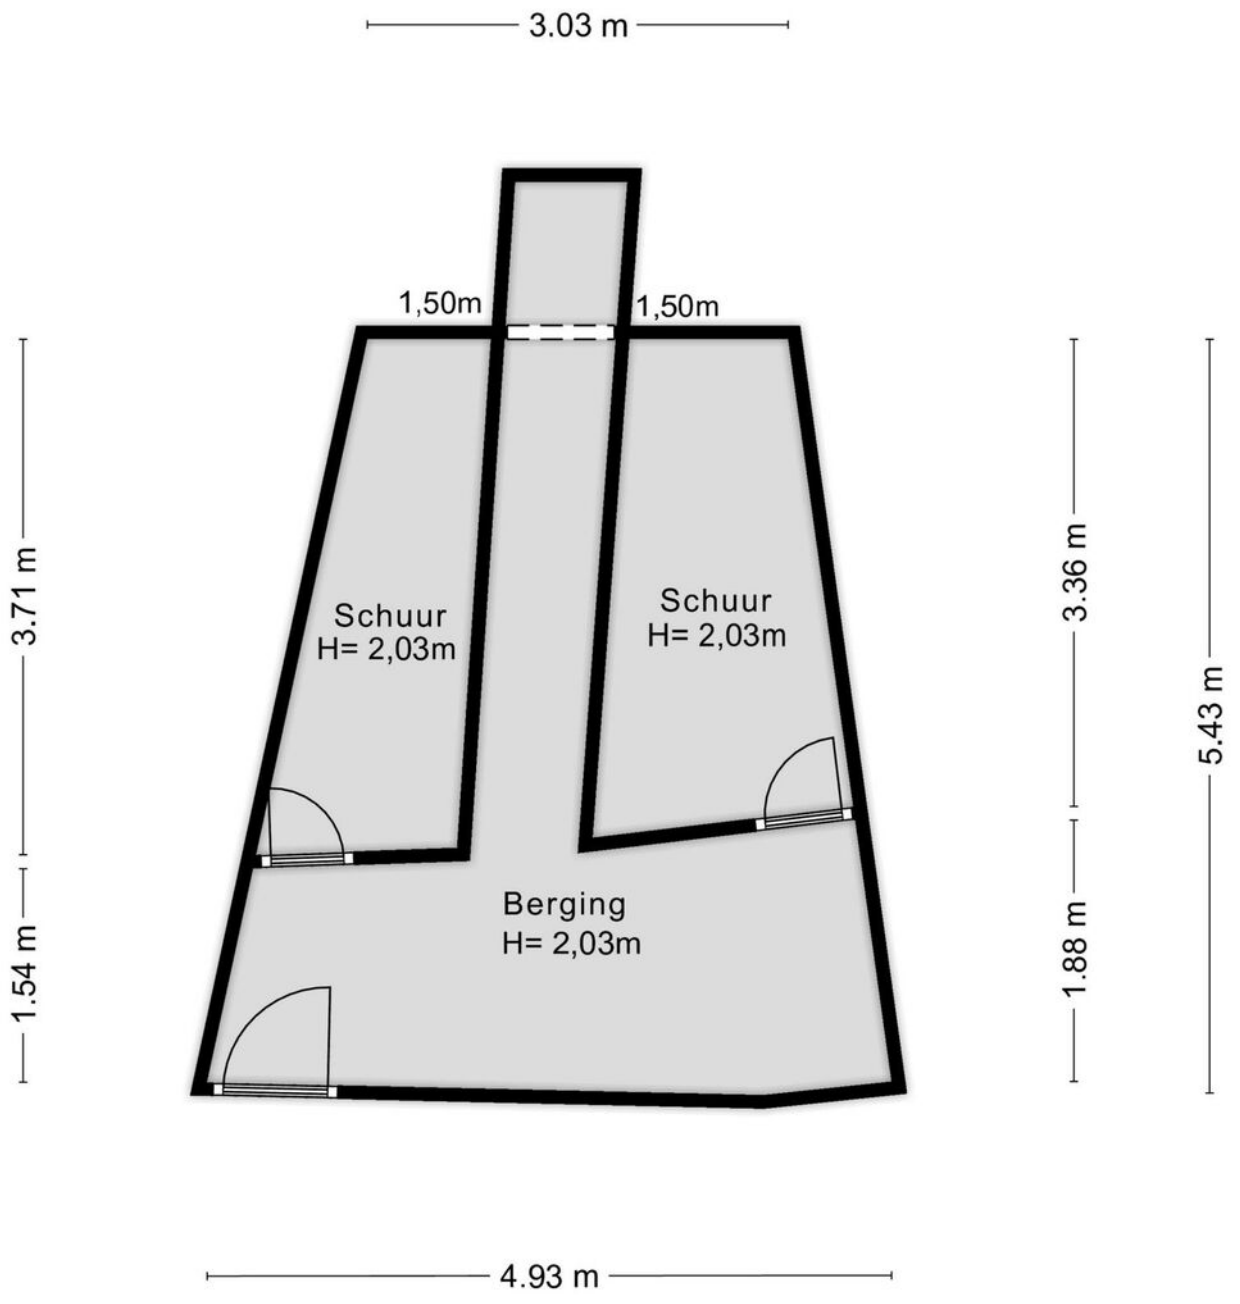 3.03 m
1,50m
1,50m
3.71 m
3.36 m
5.43 m
Schuur
H= 2,03m
Schuur
H= 2,03m
Berging
H= 2,03m
1.54 m
1.88 m
4.93 m